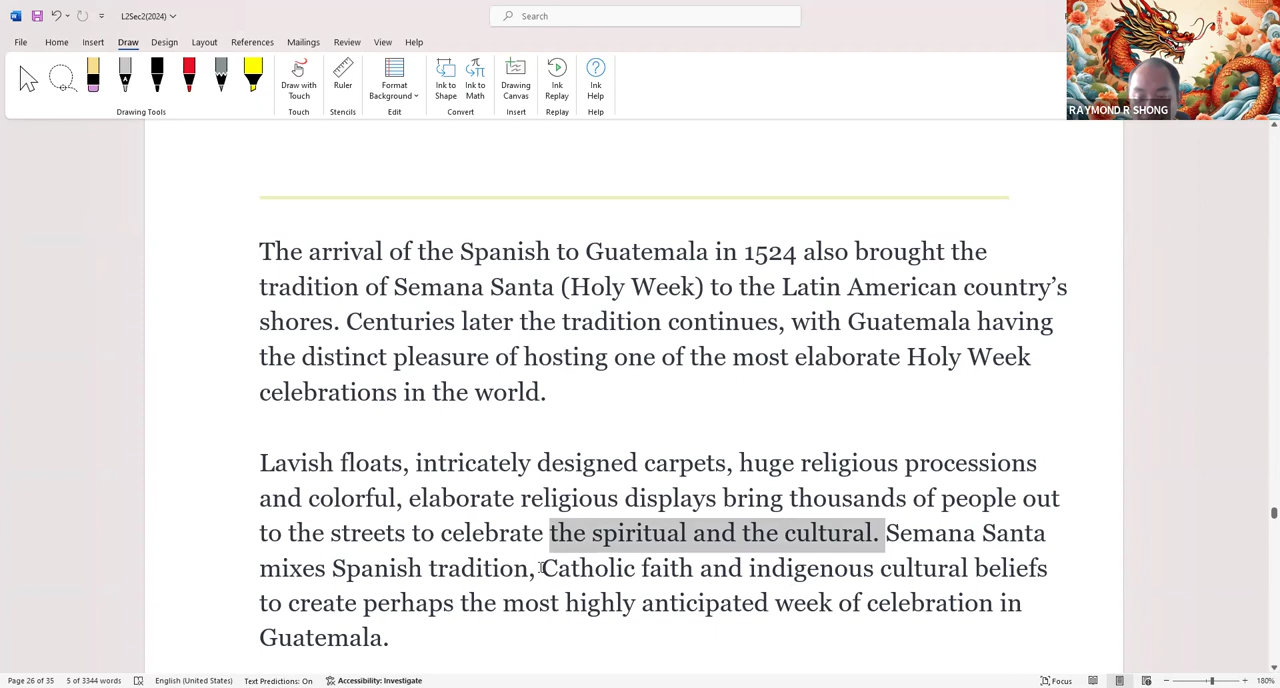 L2Sec2(2024)
Search
File Home Insert Draw Design Layout References Mailings Review View Help
Draw with Touch
Ruler
Format Background
Ink to Shape
Ink to Math
Drawing Canvas
Ink Replay
Ink Help
Drawing Tools Touch Stencils Edit Convert Insert Replay Help
RAYMOND R SHONG
The arrival of the Spanish to Guatemala in 1524 also brought the
tradition of Semana Santa (Holy Week) to the Latin American country’s
shores. Centuries later the tradition continues, with Guatemala having
the distinct pleasure of hosting one of the most elaborate Holy Week
celebrations in the world.
Lavish floats, intricately designed carpets, huge religious processions
and colorful, elaborate religious displays bring thousands of people out
to the streets to celebrate the spiritual and the cultural. Semana Santa
mixes Spanish tradition, Catholic faith and indigenous cultural beliefs
to create perhaps the most highly anticipated week of celebration in
Guatemala.
Page 26 of 35 5 of 3344 words English (United States) Text Predictions: On Accessibility: Investigate Focus 180%